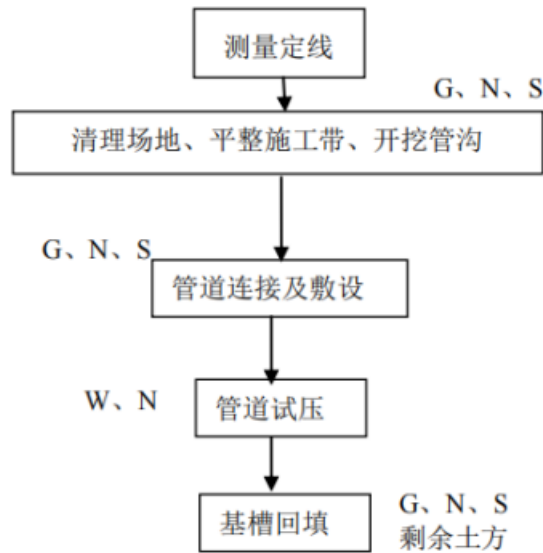 测量定线
G、N、S
清理场地、平整施工带、开挖管沟
G、N、S
管道连接及敷设
W、N
管道试压
基槽回填
G、N、S
剩余土方